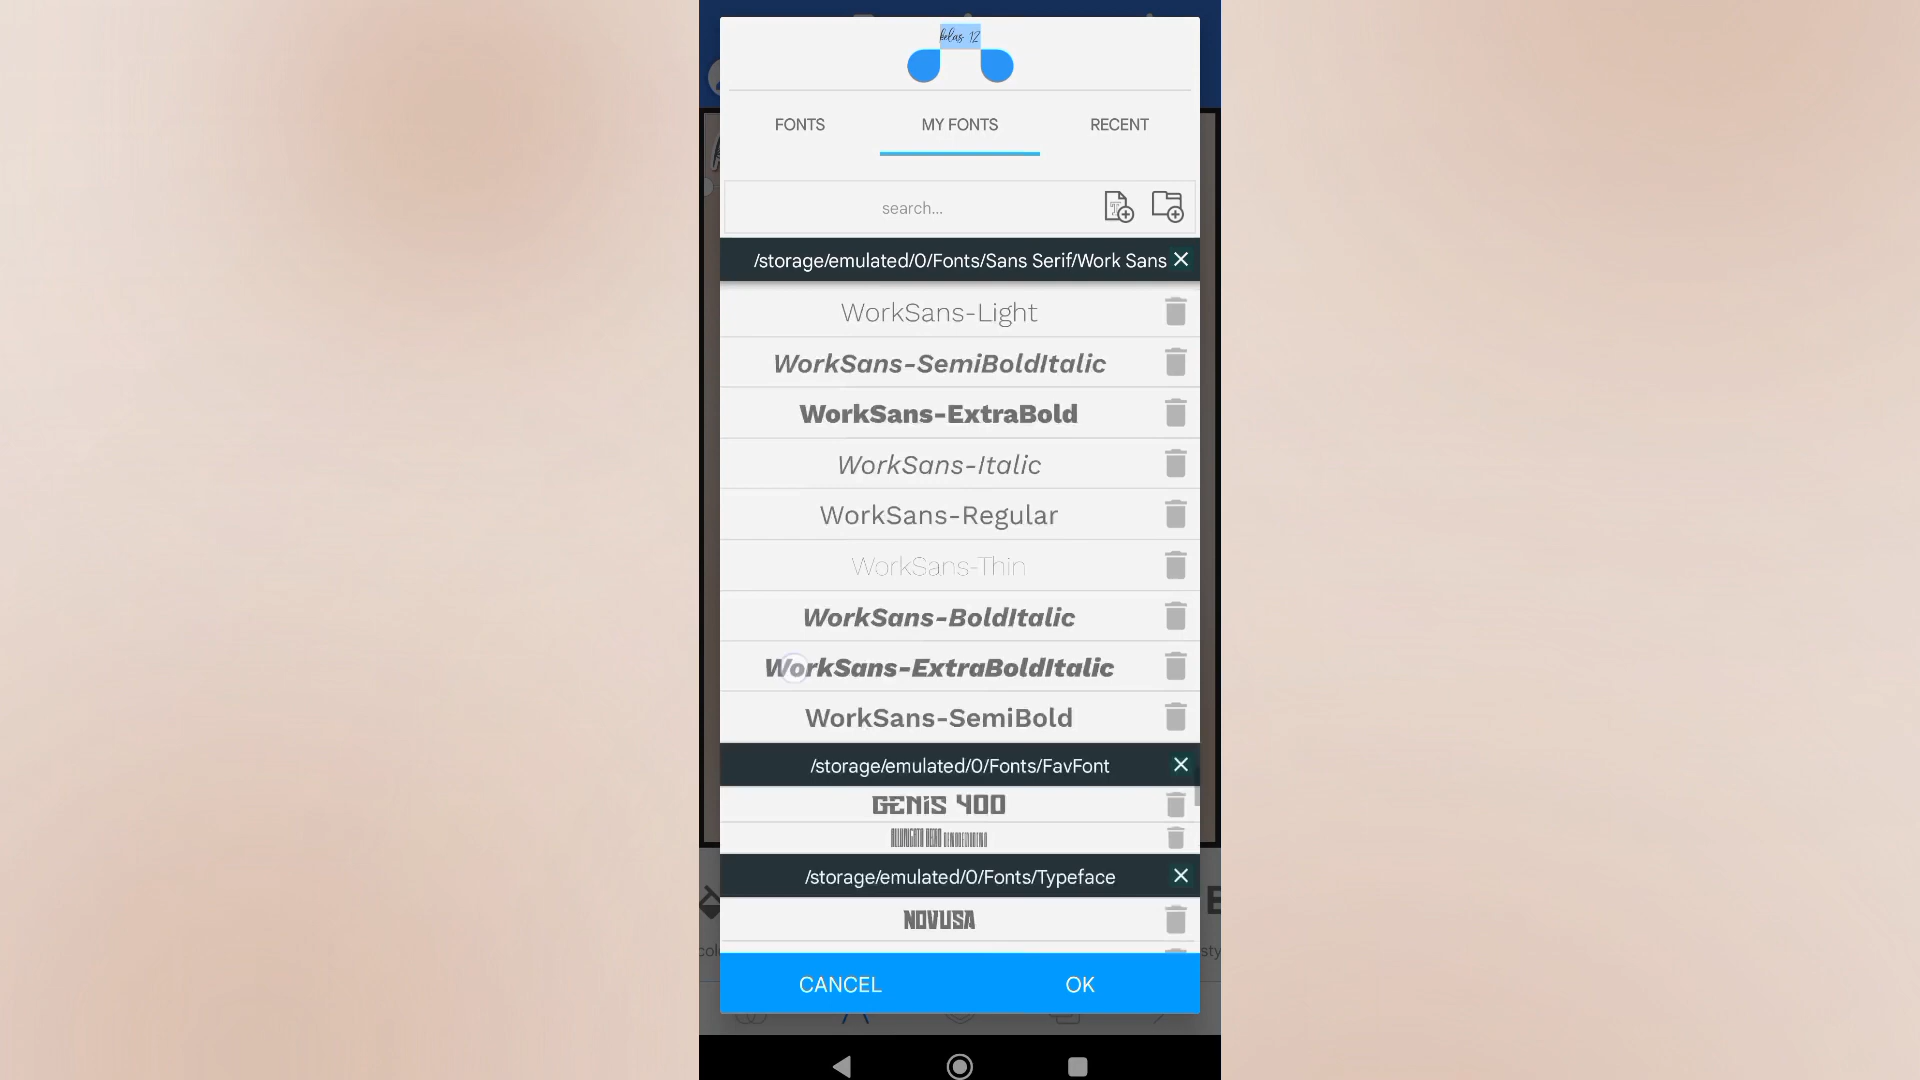 kelas 12
FONTS MY FONTS RECENT
search...
/storage/emulated/0/Fonts/Sans Serif/Work Sans
WorkSans-Light
WorkSans-SemiBoldItalic
WorkSans-ExtraBold
WorkSans-Italic
WorkSans-Regular
WorkSans-Thin
WorkSans-BoldItalic
WorkSans-ExtraBoldItalic
WorkSans-SemiBold
/storage/emulated/0/Fonts/FavFont
GENIS 400
/storage/emulated/0/Fonts/Typeface
NOVUSA
CANCEL OK